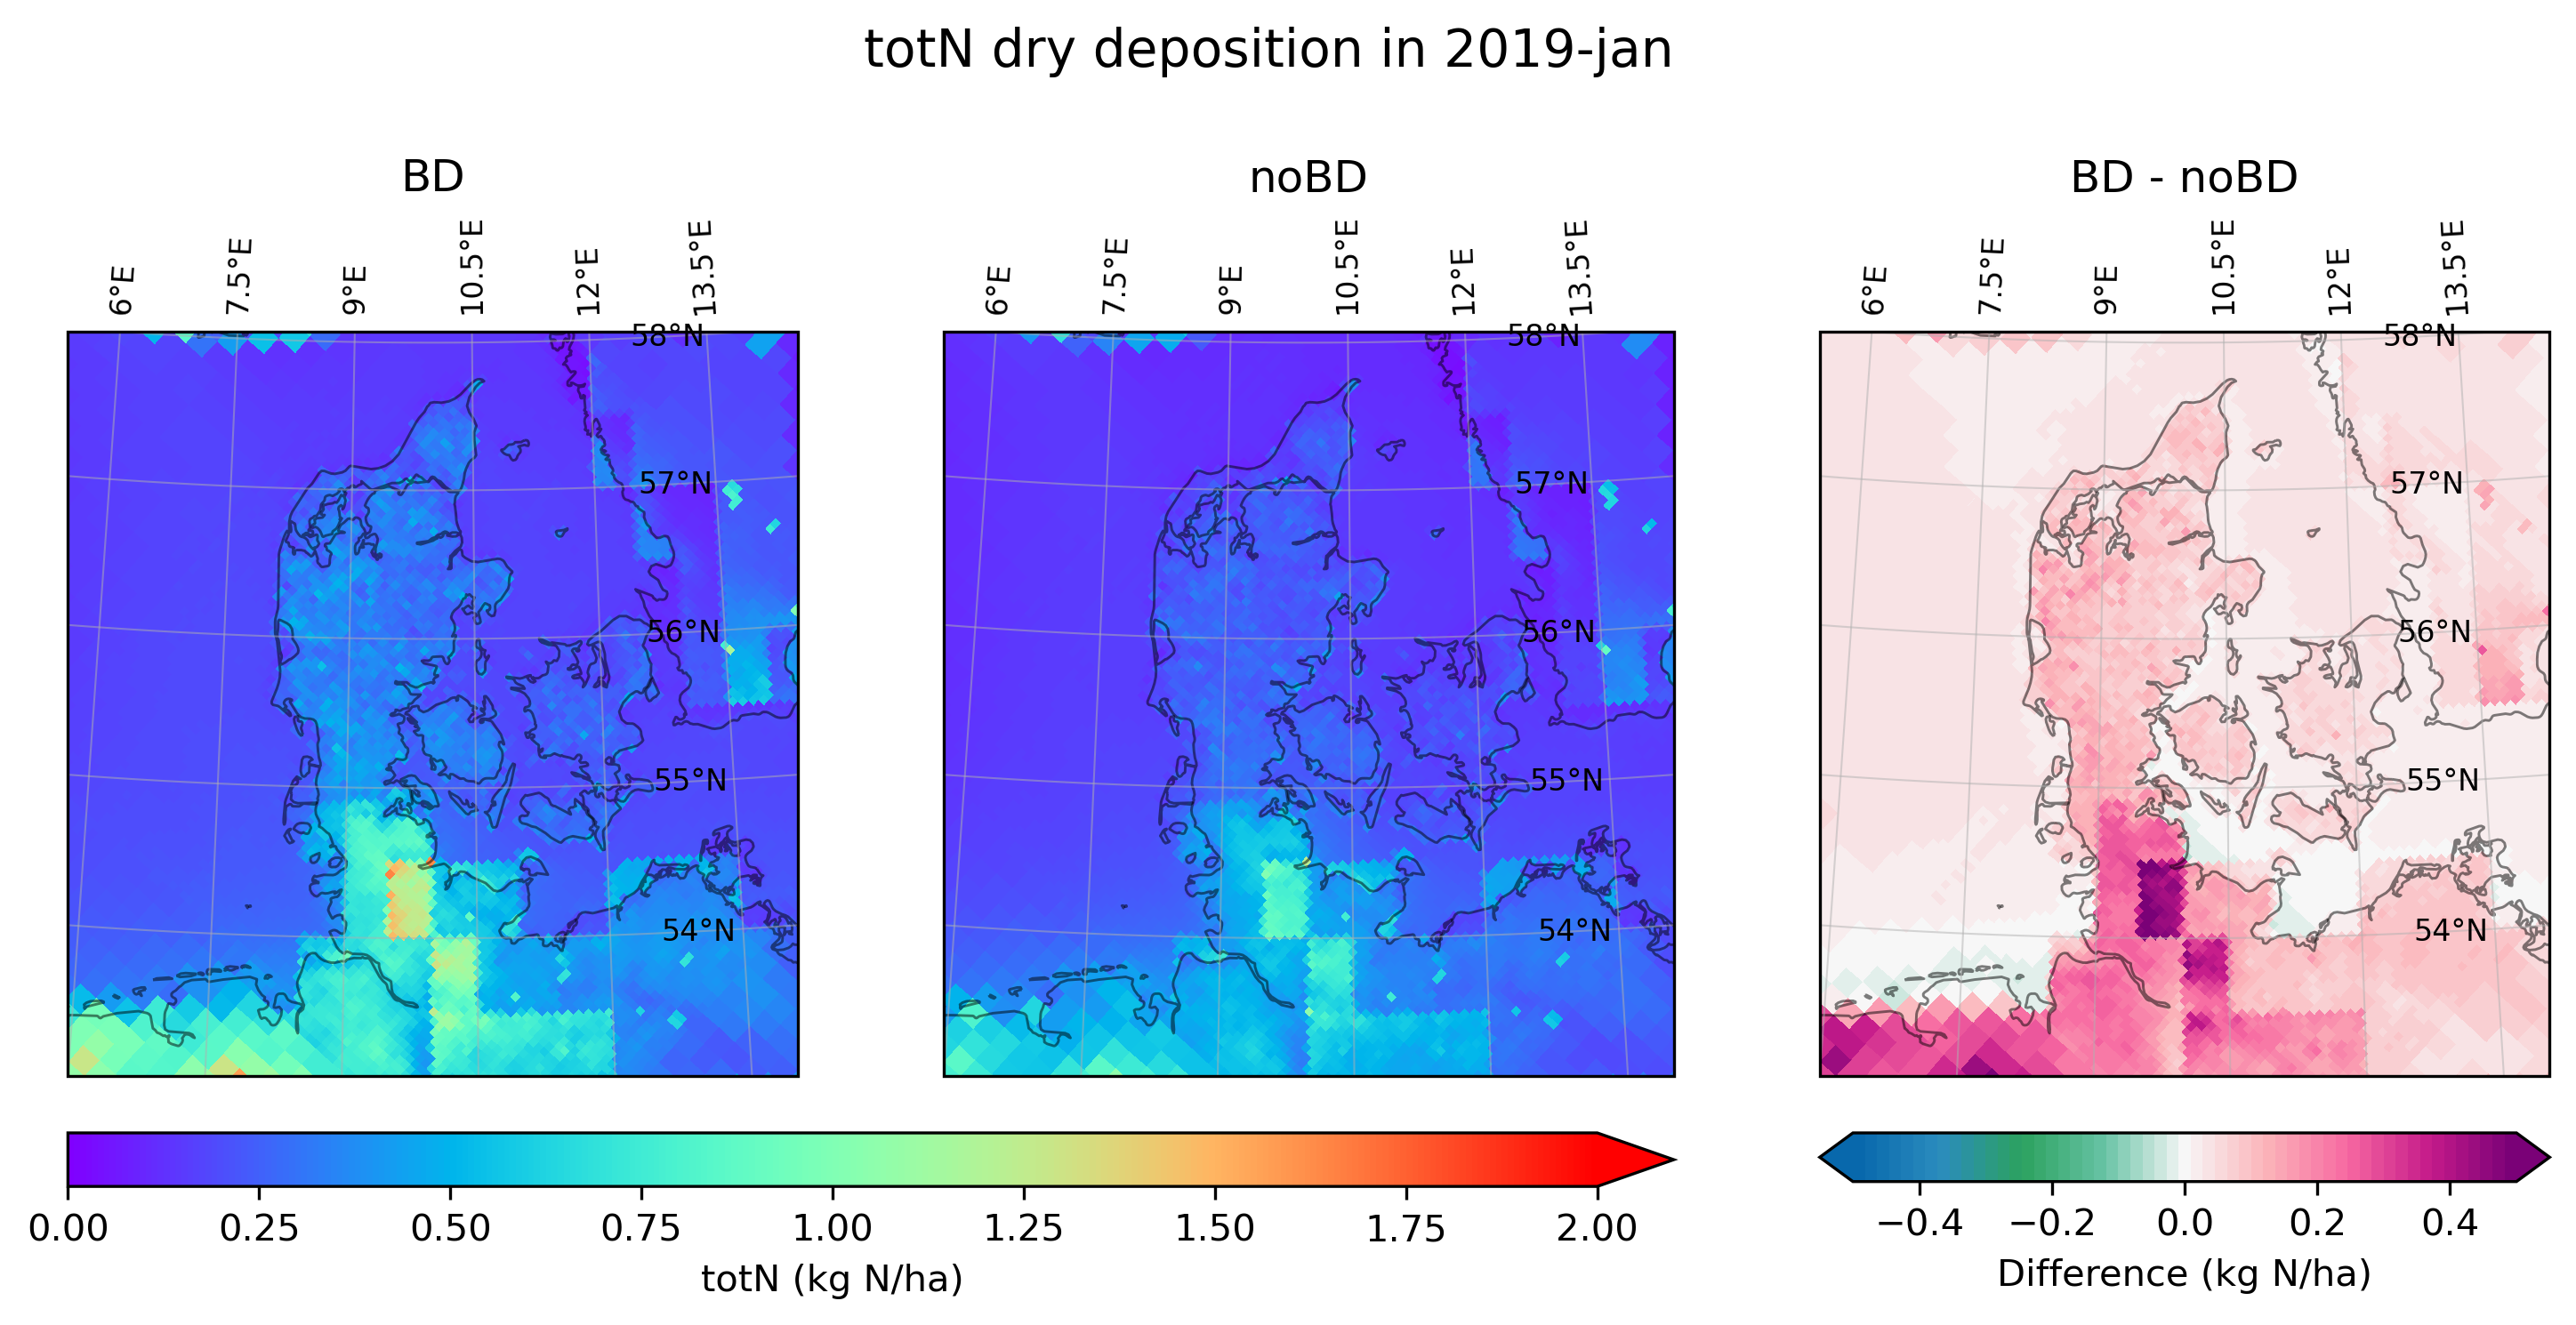 totN dry deposition in 2019-jan
BD
noBD
BD - noBD
6°E 7.5°E 9°E 10.5°E 12°E 13.5°E
6°E 7.5°E 9°E 10.5°E 12°E 13.5°E
6°E 7.5°E 9°E 10.5°E 12°E 13.5°E
58°N 58°N 58°N
57°N 57°N 57°N
56°N 56°N 56°N
55°N 55°N 55°N
54°N 54°N 54°N
0.00 0.25 0.50 0.75 1.00 1.25 1.50 1.75 2.00
totN (kg N/ha)
−0.4 −0.2 0.0 0.2 0.4
Difference (kg N/ha)